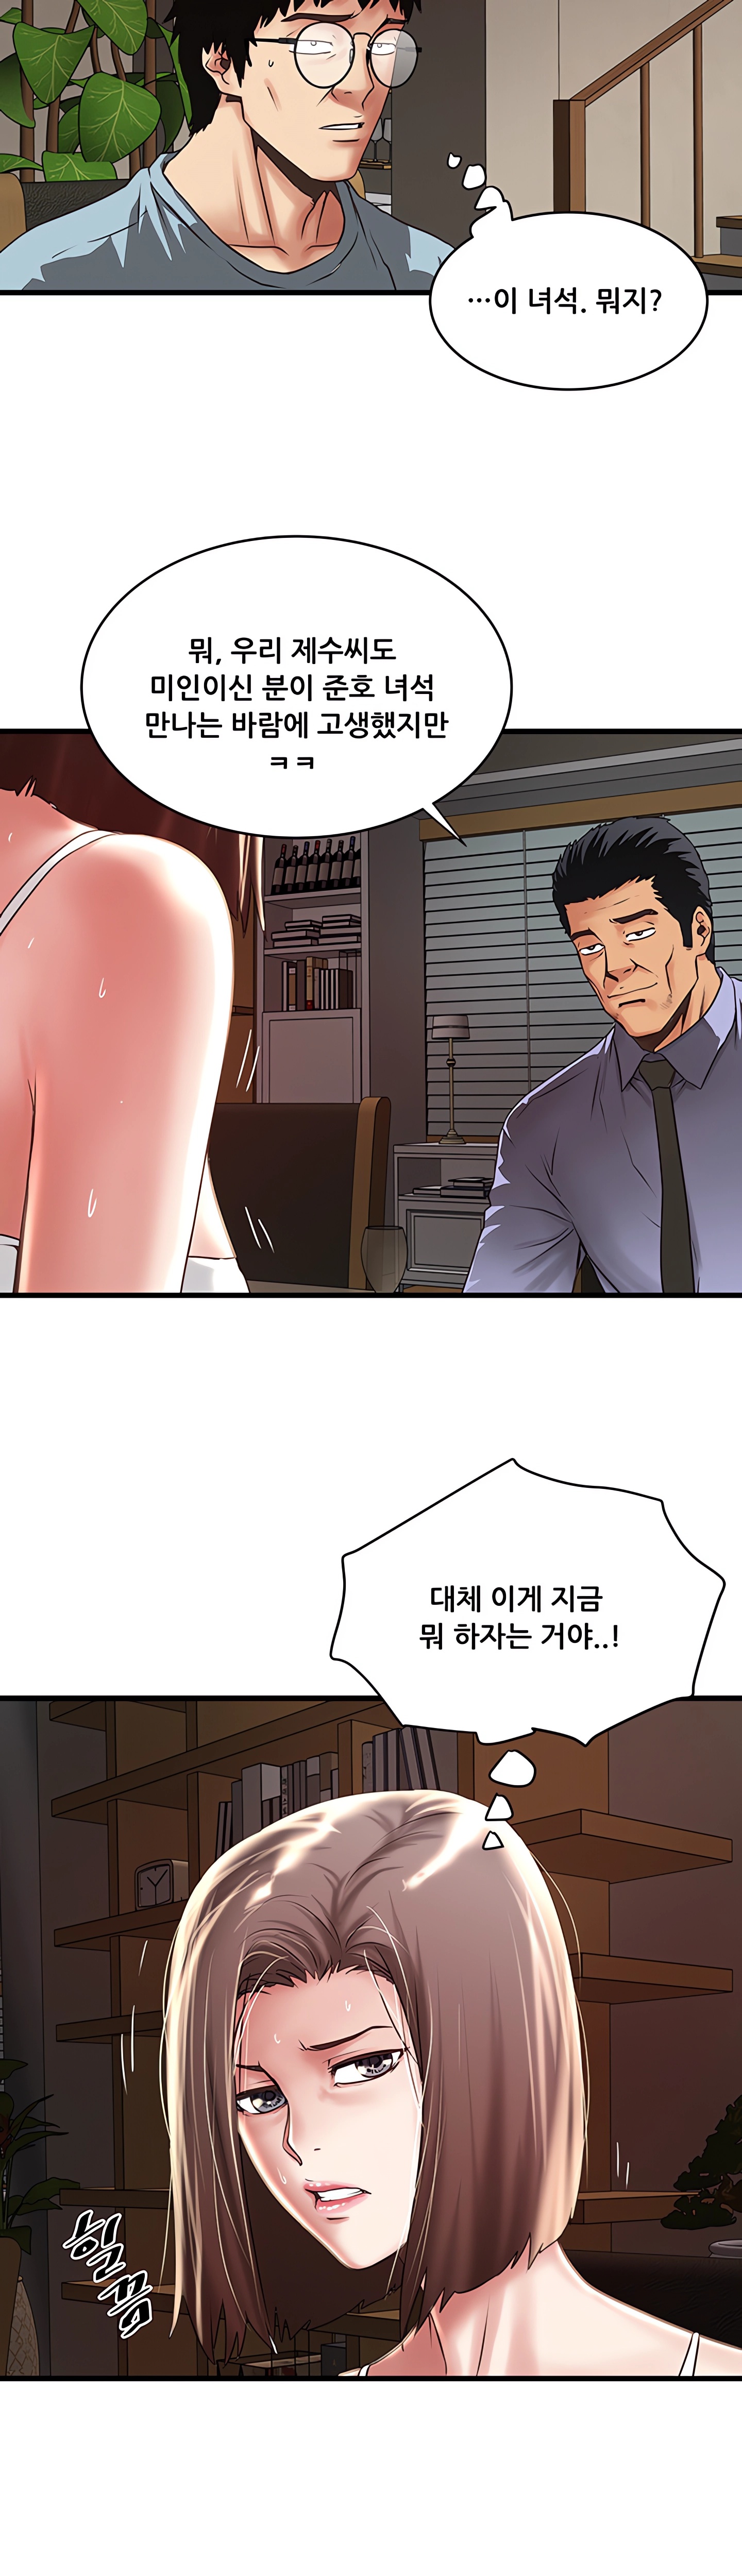 …이 녀석. 뭐지?
뭐, 우리 제수씨도
미인이신 분이 준호 녀석
만나는 바람에 고생했지만
ㅋㅋ
대체 이게 지금
뭐 하자는 거야..!
힐끔